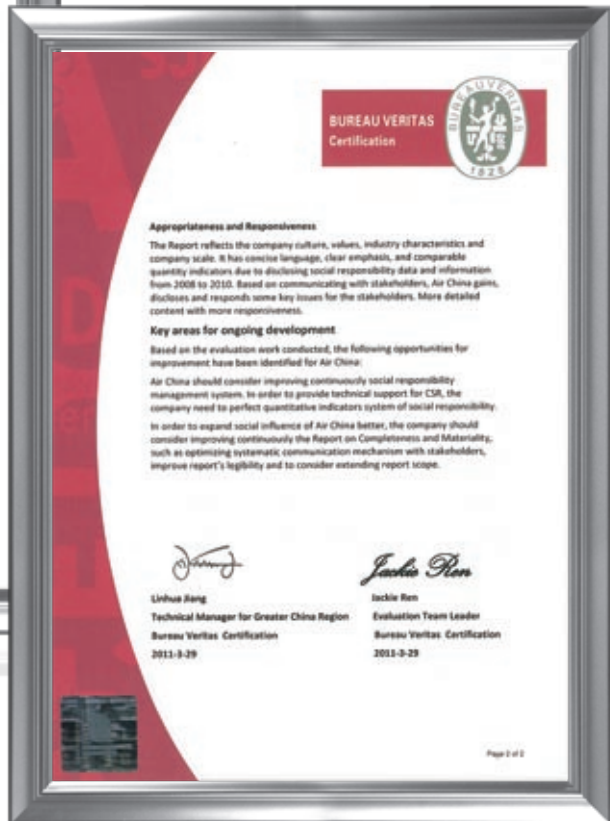 BUREAU VERITAS
Certification
BUREAU VERITAS
1828
Appropriateness and Responsiveness
The Report reflects the company culture, values, industry characteristics and
company scale. It has concise language, clear emphasis, and comparable
quantity indicators due to disclosing social responsibility data and information
from 2008 to 2010. Based on communicating with stakeholders, Air China gains,
discloses and responds some key issues for the stakeholders. More detailed
content with more responsiveness.
Key areas for ongoing development
Based on the evaluation work conducted, the following opportunities for
improvement have been identified for Air China:
Air China should consider improving continuously social responsibility
management system. In order to provide technical support for CSR, the
company need to perfect quantitative indicators system of social responsibility.
In order to expand social influence of Air China better, the company should
consider improving continuously the Report on Completeness and Materiality,
such as optimizing systematic communication mechanism with stakeholders,
improve report's legibility and to consider extending report scope.
Jackie Ren
Linhua Jiang
Technical Manager for Greater China Region
Bureau Veritas Certification
2011-3-29
Jackie Ren
Evaluation Team Leader
Bureau Veritas Certification
2011-3-29
Page 2 of 2